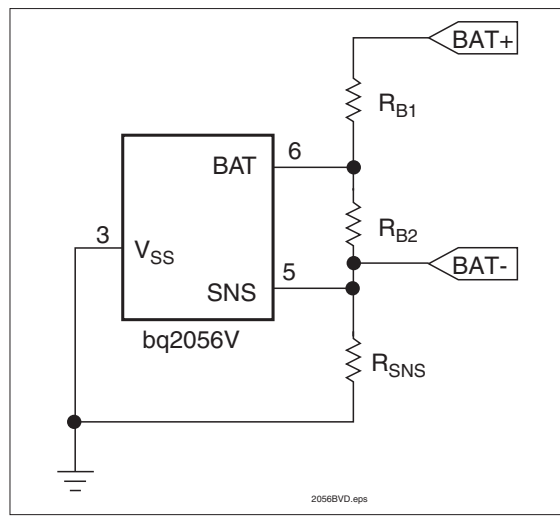 BAT+
R_B1
6
BAT
R_B2
3
V_SS
5
BAT-
SNS
bq2056V
R_SNS
2056BVD.eps